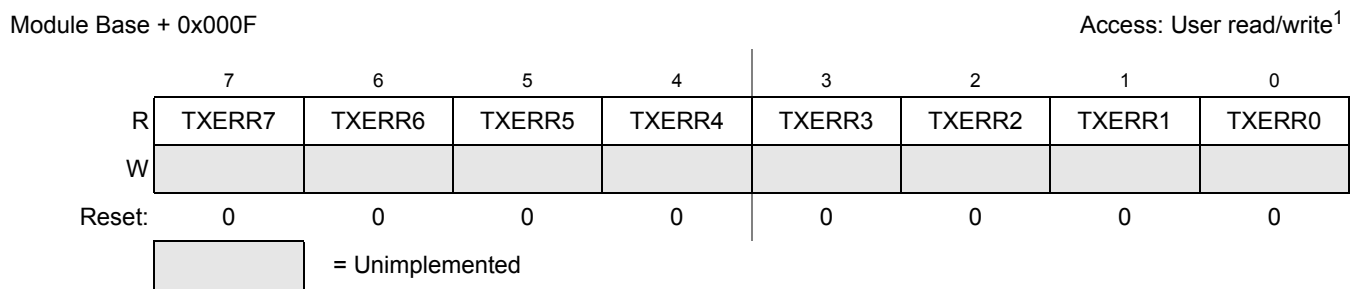 Module Base + 0x000F Access: User read/write1
7 6 5 4 3 2 1 0
R TXERR7 TXERR6 TXERR5 TXERR4 TXERR3 TXERR2 TXERR1 TXERR0
W
Reset: 0 0 0 0 0 0 0 0
= Unimplemented